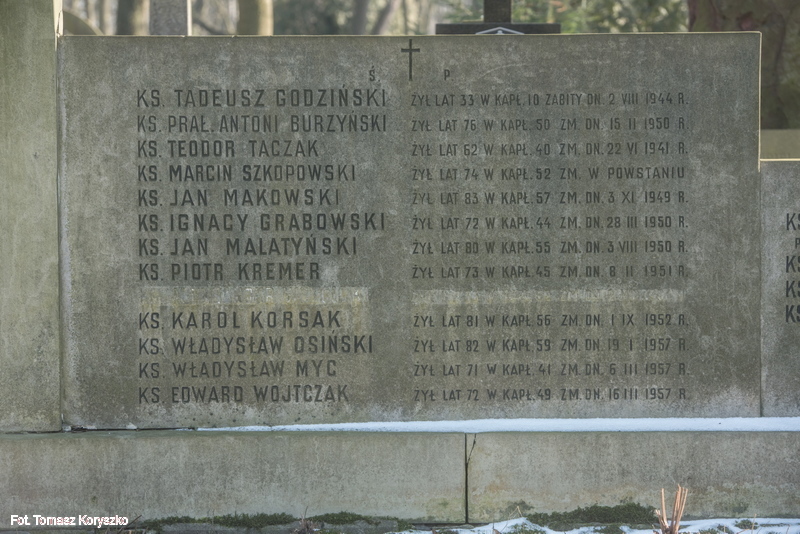 Ś. P
KS. TADEUSZ GODZIŃSKI ŻYŁ LAT 33 W KAPŁ. 10 ZABITY DN. 2 VIII 1944 R.
KS. PRAŁ. ANTONI BURZYŃSKI ŻYŁ LAT 76 W KAPŁ. 50 ZM. DN. 15 II 1950 R.
KS. TEODOR TACZAK ŻYŁ LAT 62 W KAPŁ. 40 ZM. DN. 22 VI 1941 R.
KS. MARCIN SZKOPOWSKI ŻYŁ LAT 74 W KAPŁ. 52 ZM. W POWSTANIU
KS. JAN MAKOWSKI ŻYŁ LAT 83 W KAPŁ. 57 ZM. DN. 3 XI 1949 R.
KS. IGNACY GRABOWSKI ŻYŁ LAT 72 W KAPŁ. 44 ZM. DN. 28 III 1950 R.
KS. JAN MAŁATYŃSKI ŻYŁ LAT 80 W KAPŁ. 55 ZM. DN. 3 VIII 1950 R.
KS. PIOTR KREMER ŻYŁ LAT 73 W KAPŁ. 45 ZM. DN. 8 II 1951 R.
KS. KAROL KORSAK ŻYŁ LAT 81 W KAPŁ. 56 ZM. DN. 1 IX 1952 R.
KS. WŁADYSŁAW OSIŃSKI ŻYŁ LAT 82 W KAPŁ. 59 ZM. DN. 19 I 1957 R.
KS. WŁADYSŁAW MYC ŻYŁ LAT 71 W KAPŁ. 41 ZM. DN. 6 III 1957 R.
KS. EDWARD WOJTCZAK ŻYŁ LAT 72 W KAPŁ. 49 ZM. DN. 16 III 1957 R.
Fot. Tomasz Koryszko